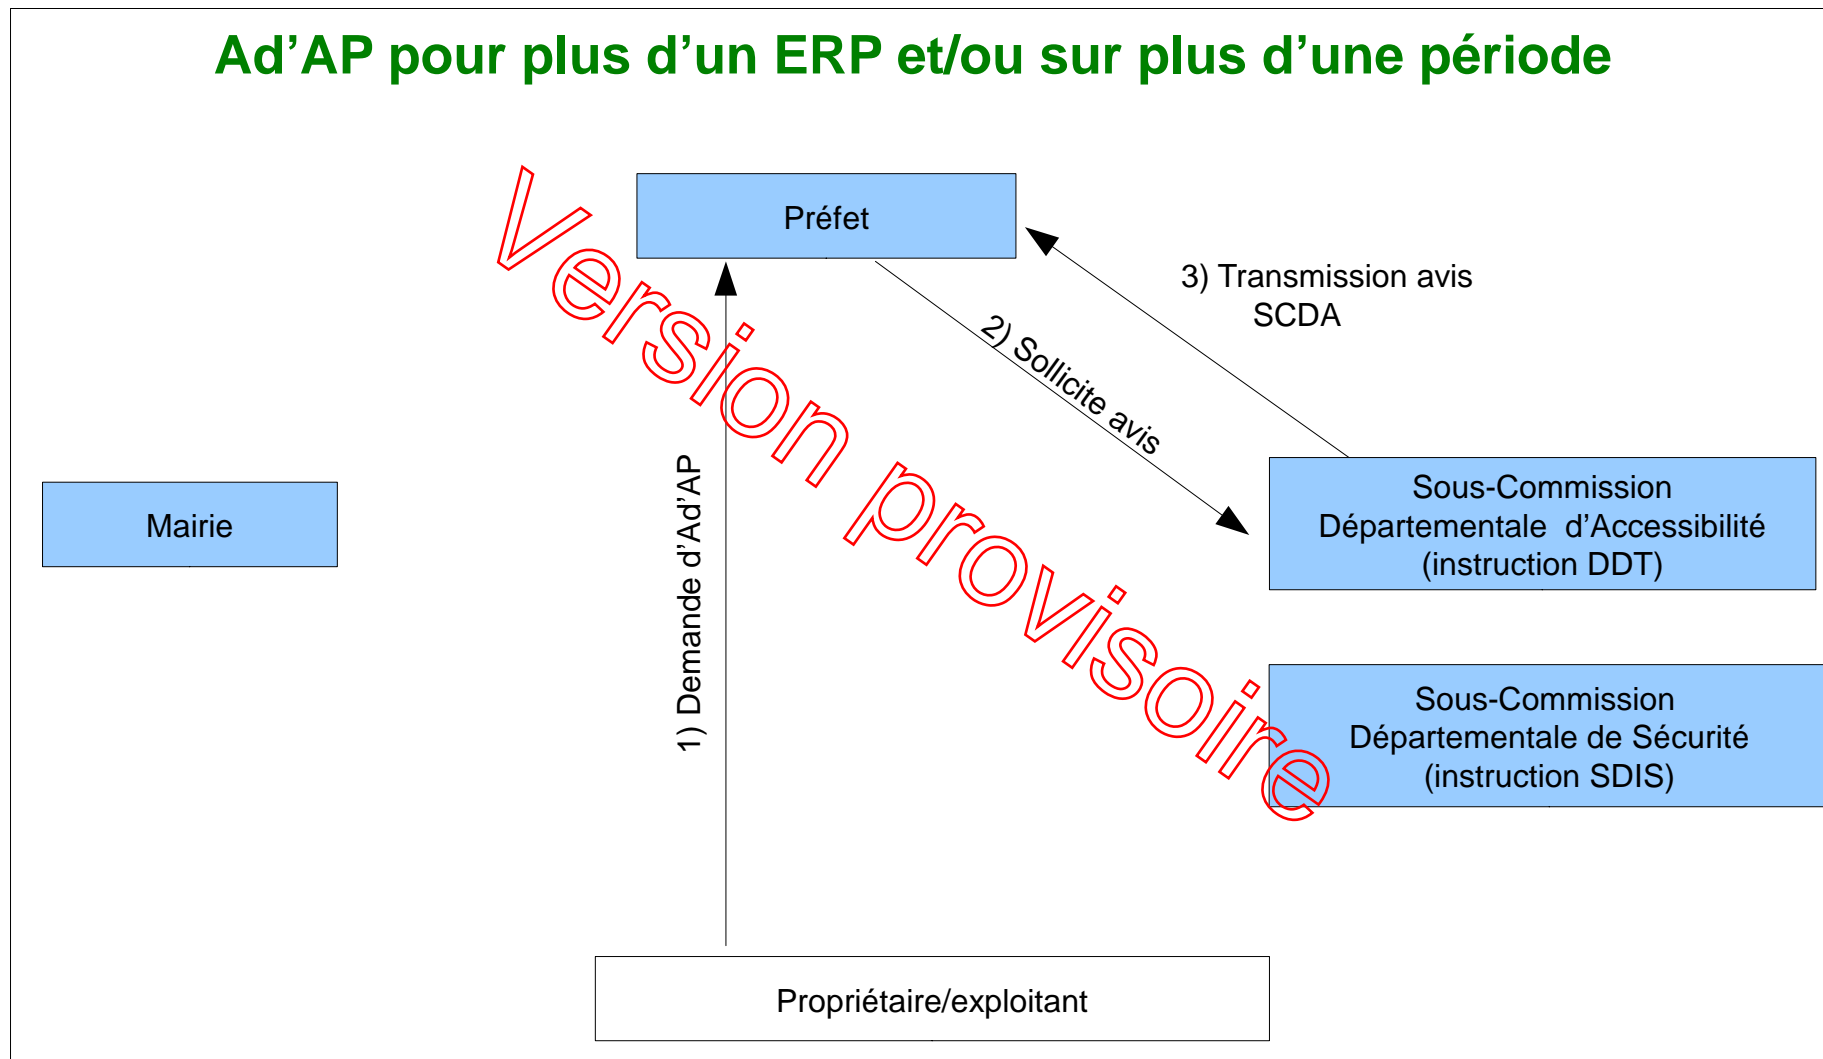 Ad’AP pour plus d’un ERP et/ou sur plus d’une période
Préfet
3) Transmission avis
SCDA
2) Sollicite avis
Version provisoire
1) Demande d’Ad’AP
Mairie
Sous-Commission
Départementale d’Accessibilité
(instruction DDT)
Sous-Commission
Départementale de Sécurité
(instruction SDIS)
Propriétaire/exploitant